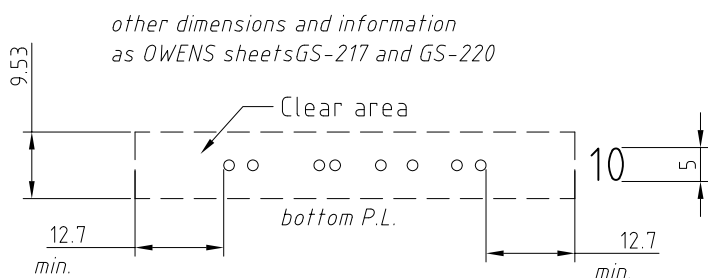 other dimensions and information
as OWENS sheetsGS-217 and GS-220
9.53
Clear area
10
5
bottom P.L.
12.7
min.
12.7
min.